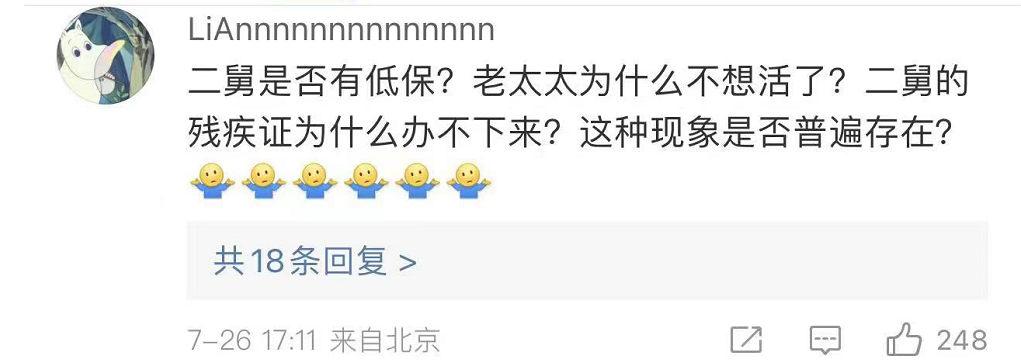 LiAnnnnnnnnnnnnnn
二舅是否有低保？老太太为什么不想活了？二舅的
残疾证为什么办不下来？这种现象是否普遍存在？
🤷‍♂️🤷‍♂️🤷‍♂️🤷‍♂️🤷‍♂️🤷‍♂️
共18条回复 >
7-26 17:11 来自北京 248